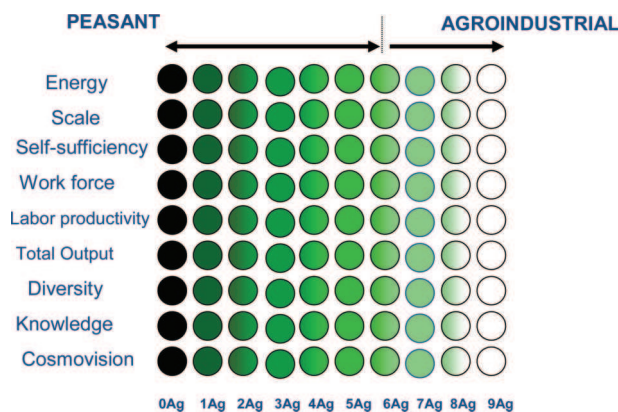 PEASANT AGROINDUSTRIAL
Energy
Scale
Self-sufficiency
Work force
Labor productivity
Total Output
Diversity
Knowledge
Cosmovision
0Ag 1Ag 2Ag 3Ag 4Ag 5Ag 6Ag 7Ag 8Ag 9Ag